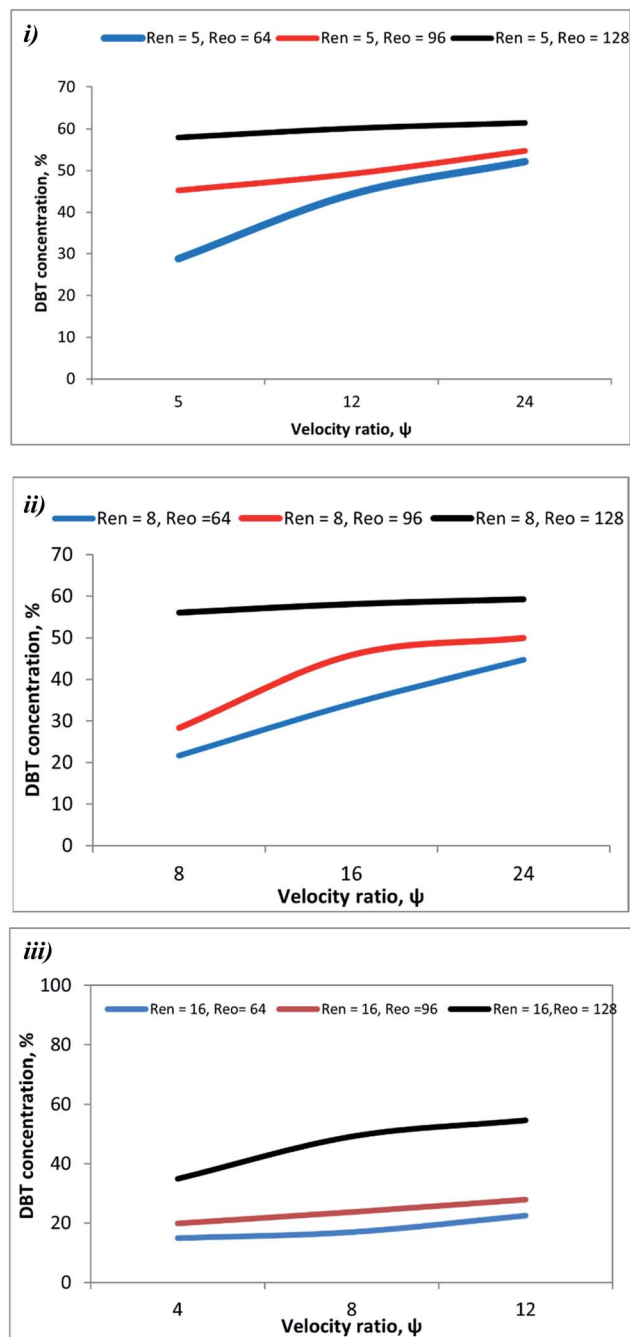 i)
Ren = 5, Reo = 64 Ren = 5, Reo = 96 Ren = 5, Reo = 128
70
60
50
40
30
20
10
0
DBT concentration, %
5 12 24
Velocity ratio, ψ
ii)
Ren = 8, Reo =64 Ren = 8, Reo = 96 Ren = 8, Reo = 128
70
60
50
40
30
20
10
0
DBT concentration, %
8 16 24
Velocity ratio, ψ
iii)
100
Ren = 16, Reo= 64 Ren = 16, Reo =96 Ren = 16,Reo = 128
80
60
40
20
0
DBT concentration, %
4 8 12
Velocity ratio, ψ